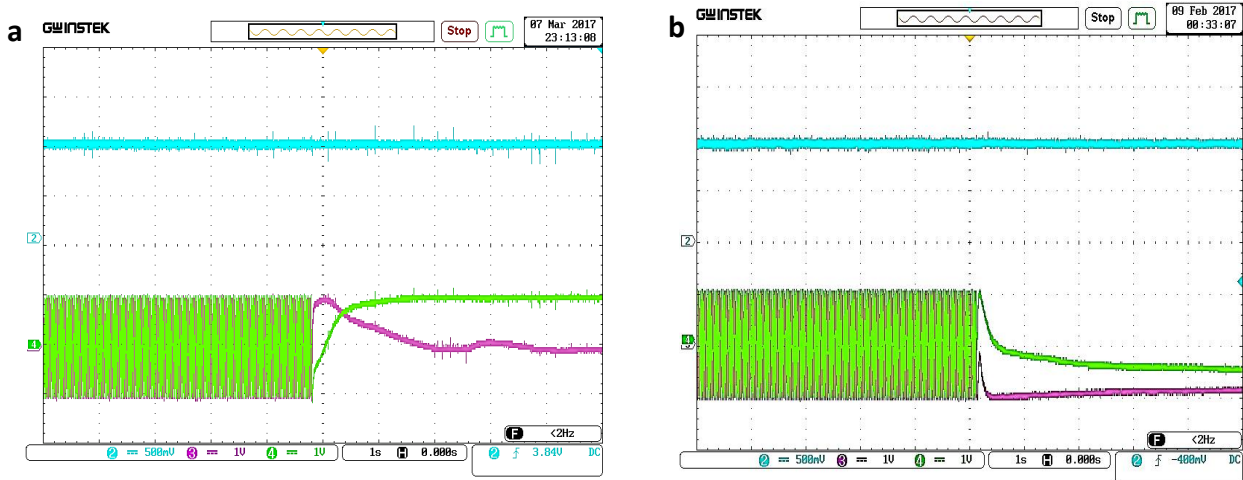 a
GWINSTEK
Stop
07 Mar 2017
23:13:08
2
4
F <2Hz
2 500mV 3 1V 4 1V
1s H 0.000s
2 3.84V DC
b
GWINSTEK
Stop
09 Feb 2017
00:33:07
2
4
F <2Hz
2 500mV 3 1V 4 1V
1s H 0.000s
2 -400mV DC